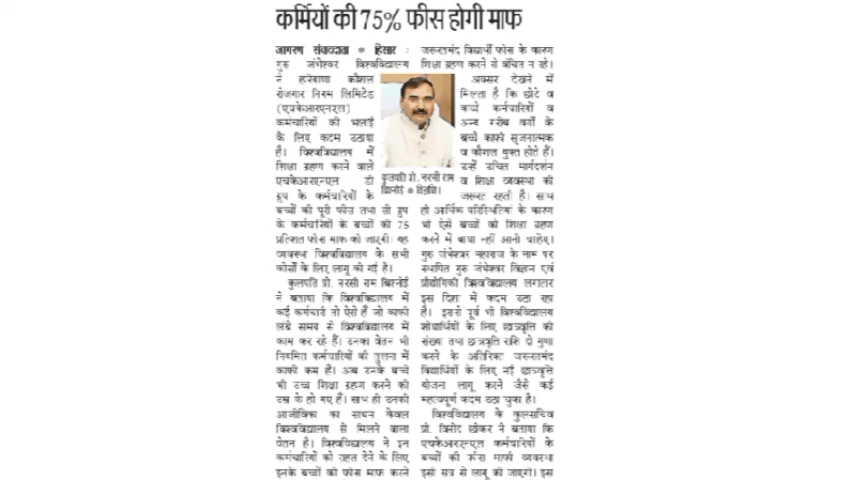 कर्मियों की 75% फीस होगी माफ
जागरण संवाददाता ● हिसार :
गुरु जंभेश्वर विश्वविद्यालय
ने हरियाणा कौशल
रोजगार निगम लिमिटेड
(एचकेआरएनएल)
कर्मचारियों की भलाई
के लिए कदम उठाया
है। विश्वविद्यालय में
शिक्षा ग्रहण करने वाले
एचकेआरएनएल डी
ग्रुप के कर्मचारियों के
बच्चों की पूरी फीस तथा सी ग्रुप
के कर्मचारियों के बच्चों की 75
प्रतिशत फीस माफ की जाएगी। यह
व्यवस्था विश्वविद्यालय के सभी
कोर्सों के लिए लागू की गई है।
कुलपति प्रो. नरसी राम बिश्नोई
ने बताया कि विश्वविद्यालय में
कई कर्मचारी तो ऐसे हैं जो काफी
लंबे समय से विश्वविद्यालय में
काम कर रहे हैं। उनका वेतन भी
नियमित कर्मचारियों की तुलना में
काफी कम है। अब उनके बच्चे
भी उच्च शिक्षा ग्रहण करने की
उम्र के हो गए हैं। साथ ही उनकी
आजीविका का साधन केवल
विश्वविद्यालय से मिलने वाला
वेतन है। विश्वविद्यालय ने इन
कर्मचारियों को राहत देने के लिए
इनके बच्चों की फीस माफ करने
कुलपति प्रो. नरसी राम
बिश्नोई ● विज्ञप्ति।
जरूरतमंद विद्यार्थी फीस के कारण
शिक्षा ग्रहण करने से वंचित न रहे।
अक्सर देखने में
मिलता है कि छोटे व
कच्चे कर्मचारियों व
अन्य गरीब वर्गों के
बच्चे काफी सृजनात्मक
व कौशल युक्त होते हैं।
उन्हें उचित मार्गदर्शन
व शिक्षा व्यवस्था की
जरूरत रहती है। साथ
ही आर्थिक परिस्थितियां के कारण
भी ऐसे बच्चों को शिक्षा ग्रहण
करने में बाधा नहीं आनी चाहिए।
गुरु जंभेश्वर महाराज के नाम पर
स्थापित गुरु जंभेश्वर विज्ञान एवं
प्रौद्योगिकी विश्वविद्यालय लगातार
इस दिशा में कदम उठा रहा
है। इससे पूर्व भी विश्वविद्यालय
शोधार्थियों के लिए छात्रवृत्ति की
संख्या तथा छात्रवृत्ति राशि दो गुणा
करने के अतिरिक्त जरूरतमंद
विद्यार्थियों के लिए नई छात्रवृत्ति
योजना लागू करने जैसे कई
महत्वपूर्ण कदम उठा चुका है।
विश्वविद्यालय के कुलसचिव
प्रो. विनोद छोकर ने बताया कि
एचकेआरएनएल कर्मचारियों के
बच्चों की फीस माफी व्यवस्था
इसी सत्र से लागू की जाएगी। इस